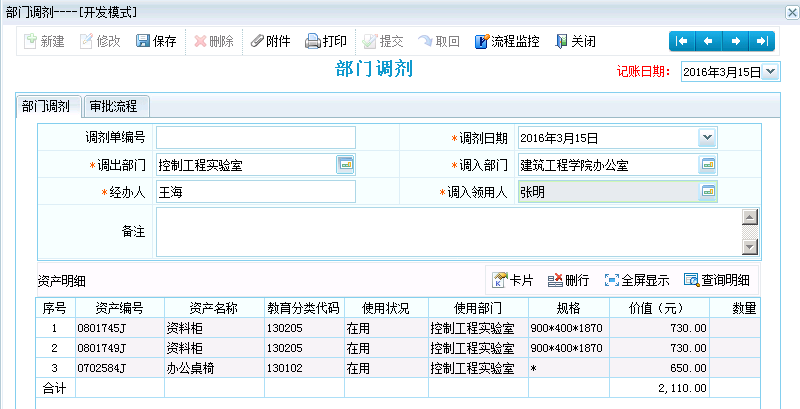 部门调剂----[开发模式]
新建 修改 保存 删除 附件 打印 提交 取回 流程监控 关闭
部门调剂
记账日期: 2016年3月15日
部门调剂 审批流程
调剂单编号 *调剂日期 2016年3月15日
*调出部门 控制工程实验室 *调入部门 建筑工程学院办公室
*经办人 王海 *调入领用人 张明
备注
资产明细 卡片 删行 全屏显示 查询明细
序号 资产编号 资产名称 教育分类代码 使用状况 使用部门 规格 价值（元） 数量
1 0801745J 资料柜 130205 在用 控制工程实验室 900*400*1870 730.00
2 0801749J 资料柜 130205 在用 控制工程实验室 900*400*1870 730.00
3 0702584J 办公桌椅 130102 在用 控制工程实验室 * 650.00
合计 2,110.00